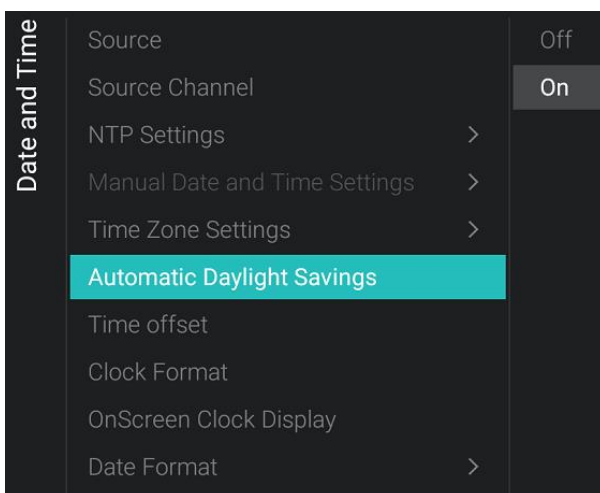 Date and Time
Source
Source Channel
NTP Settings
Manual Date and Time Settings
Time Zone Settings
Automatic Daylight Savings
Time offset
Clock Format
OnScreen Clock Display
Date Format
Off
On